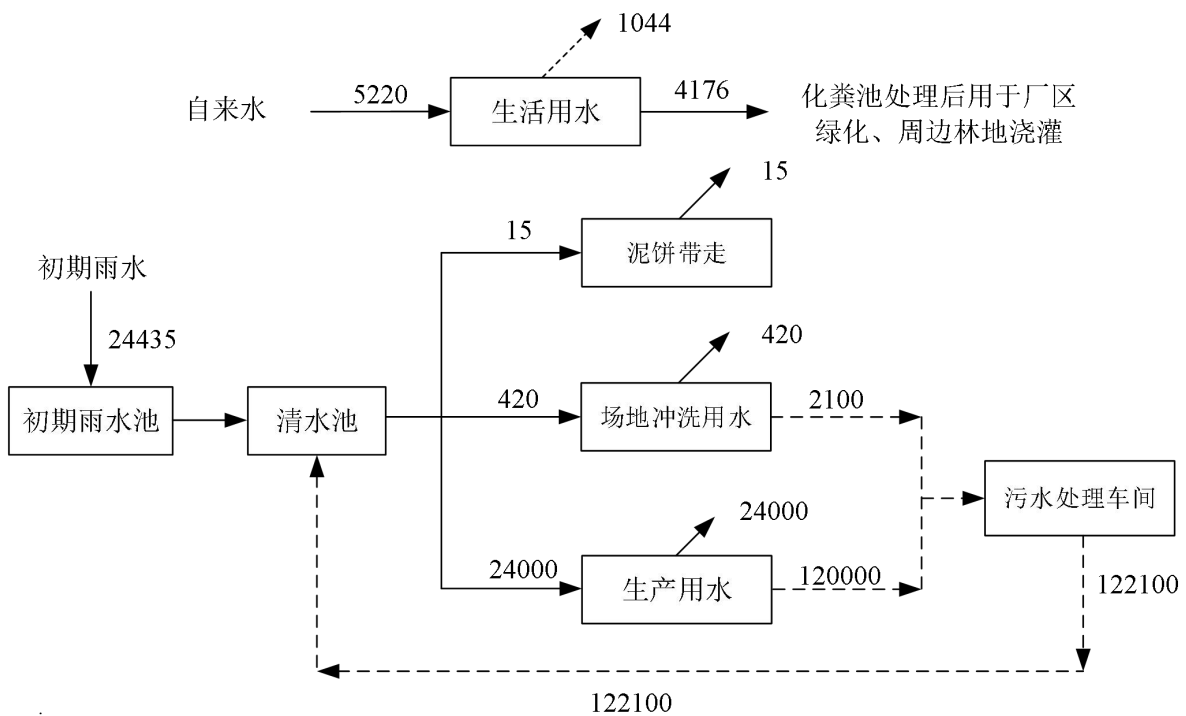 1044
自来水
5220
生活用水
4176
化粪池处理后用于厂区
绿化、周边林地浇灌
15
15
泥饼带走
初期雨水
24435
420
初期雨水池
清水池
420
场地冲洗用水
2100
污水处理车间
24000
24000
生产用水
120000
122100
122100